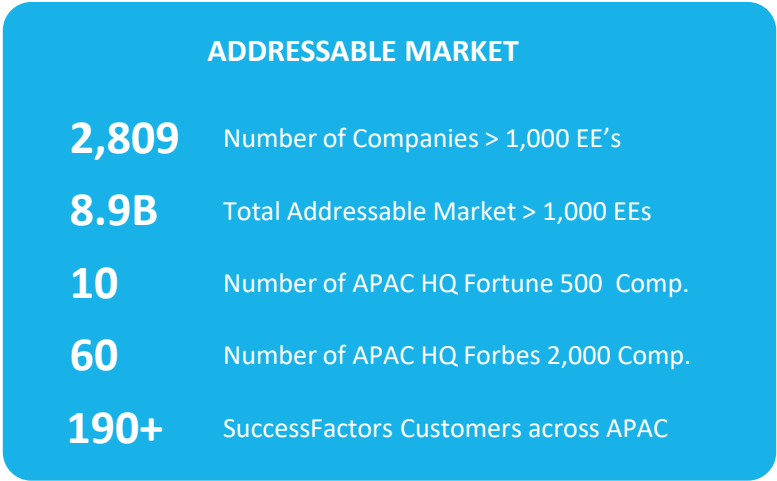 ADDRESSABLE MARKET
2,809 Number of Companies > 1,000 EE’s
8.9B Total Addressable Market > 1,000 EEs
10 Number of APAC HQ Fortune 500  Comp.
60 Number of APAC HQ Forbes 2,000 Comp.
190+ SuccessFactors Customers across APAC